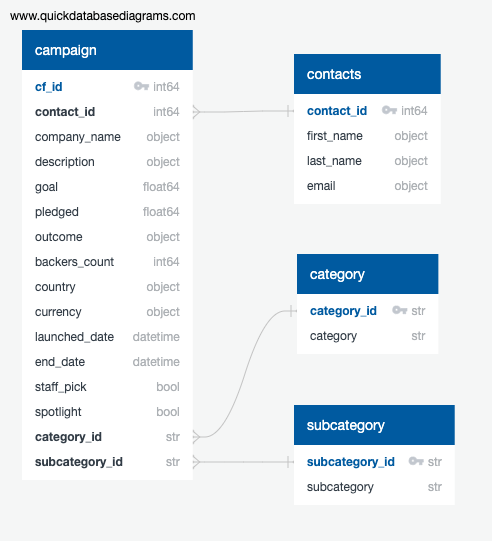 www.quickdatabasediagrams.com
campaign
cf_id int64
contact_id int64
company_name object
description object
goal float64
pledged float64
outcome object
backers_count int64
country object
currency object
launched_date datetime
end_date datetime
staff_pick bool
spotlight bool
category_id str
subcategory_id str
contacts
contact_id int64
first_name object
last_name object
email object
category
category_id str
category str
subcategory
subcategory_id str
subcategory str